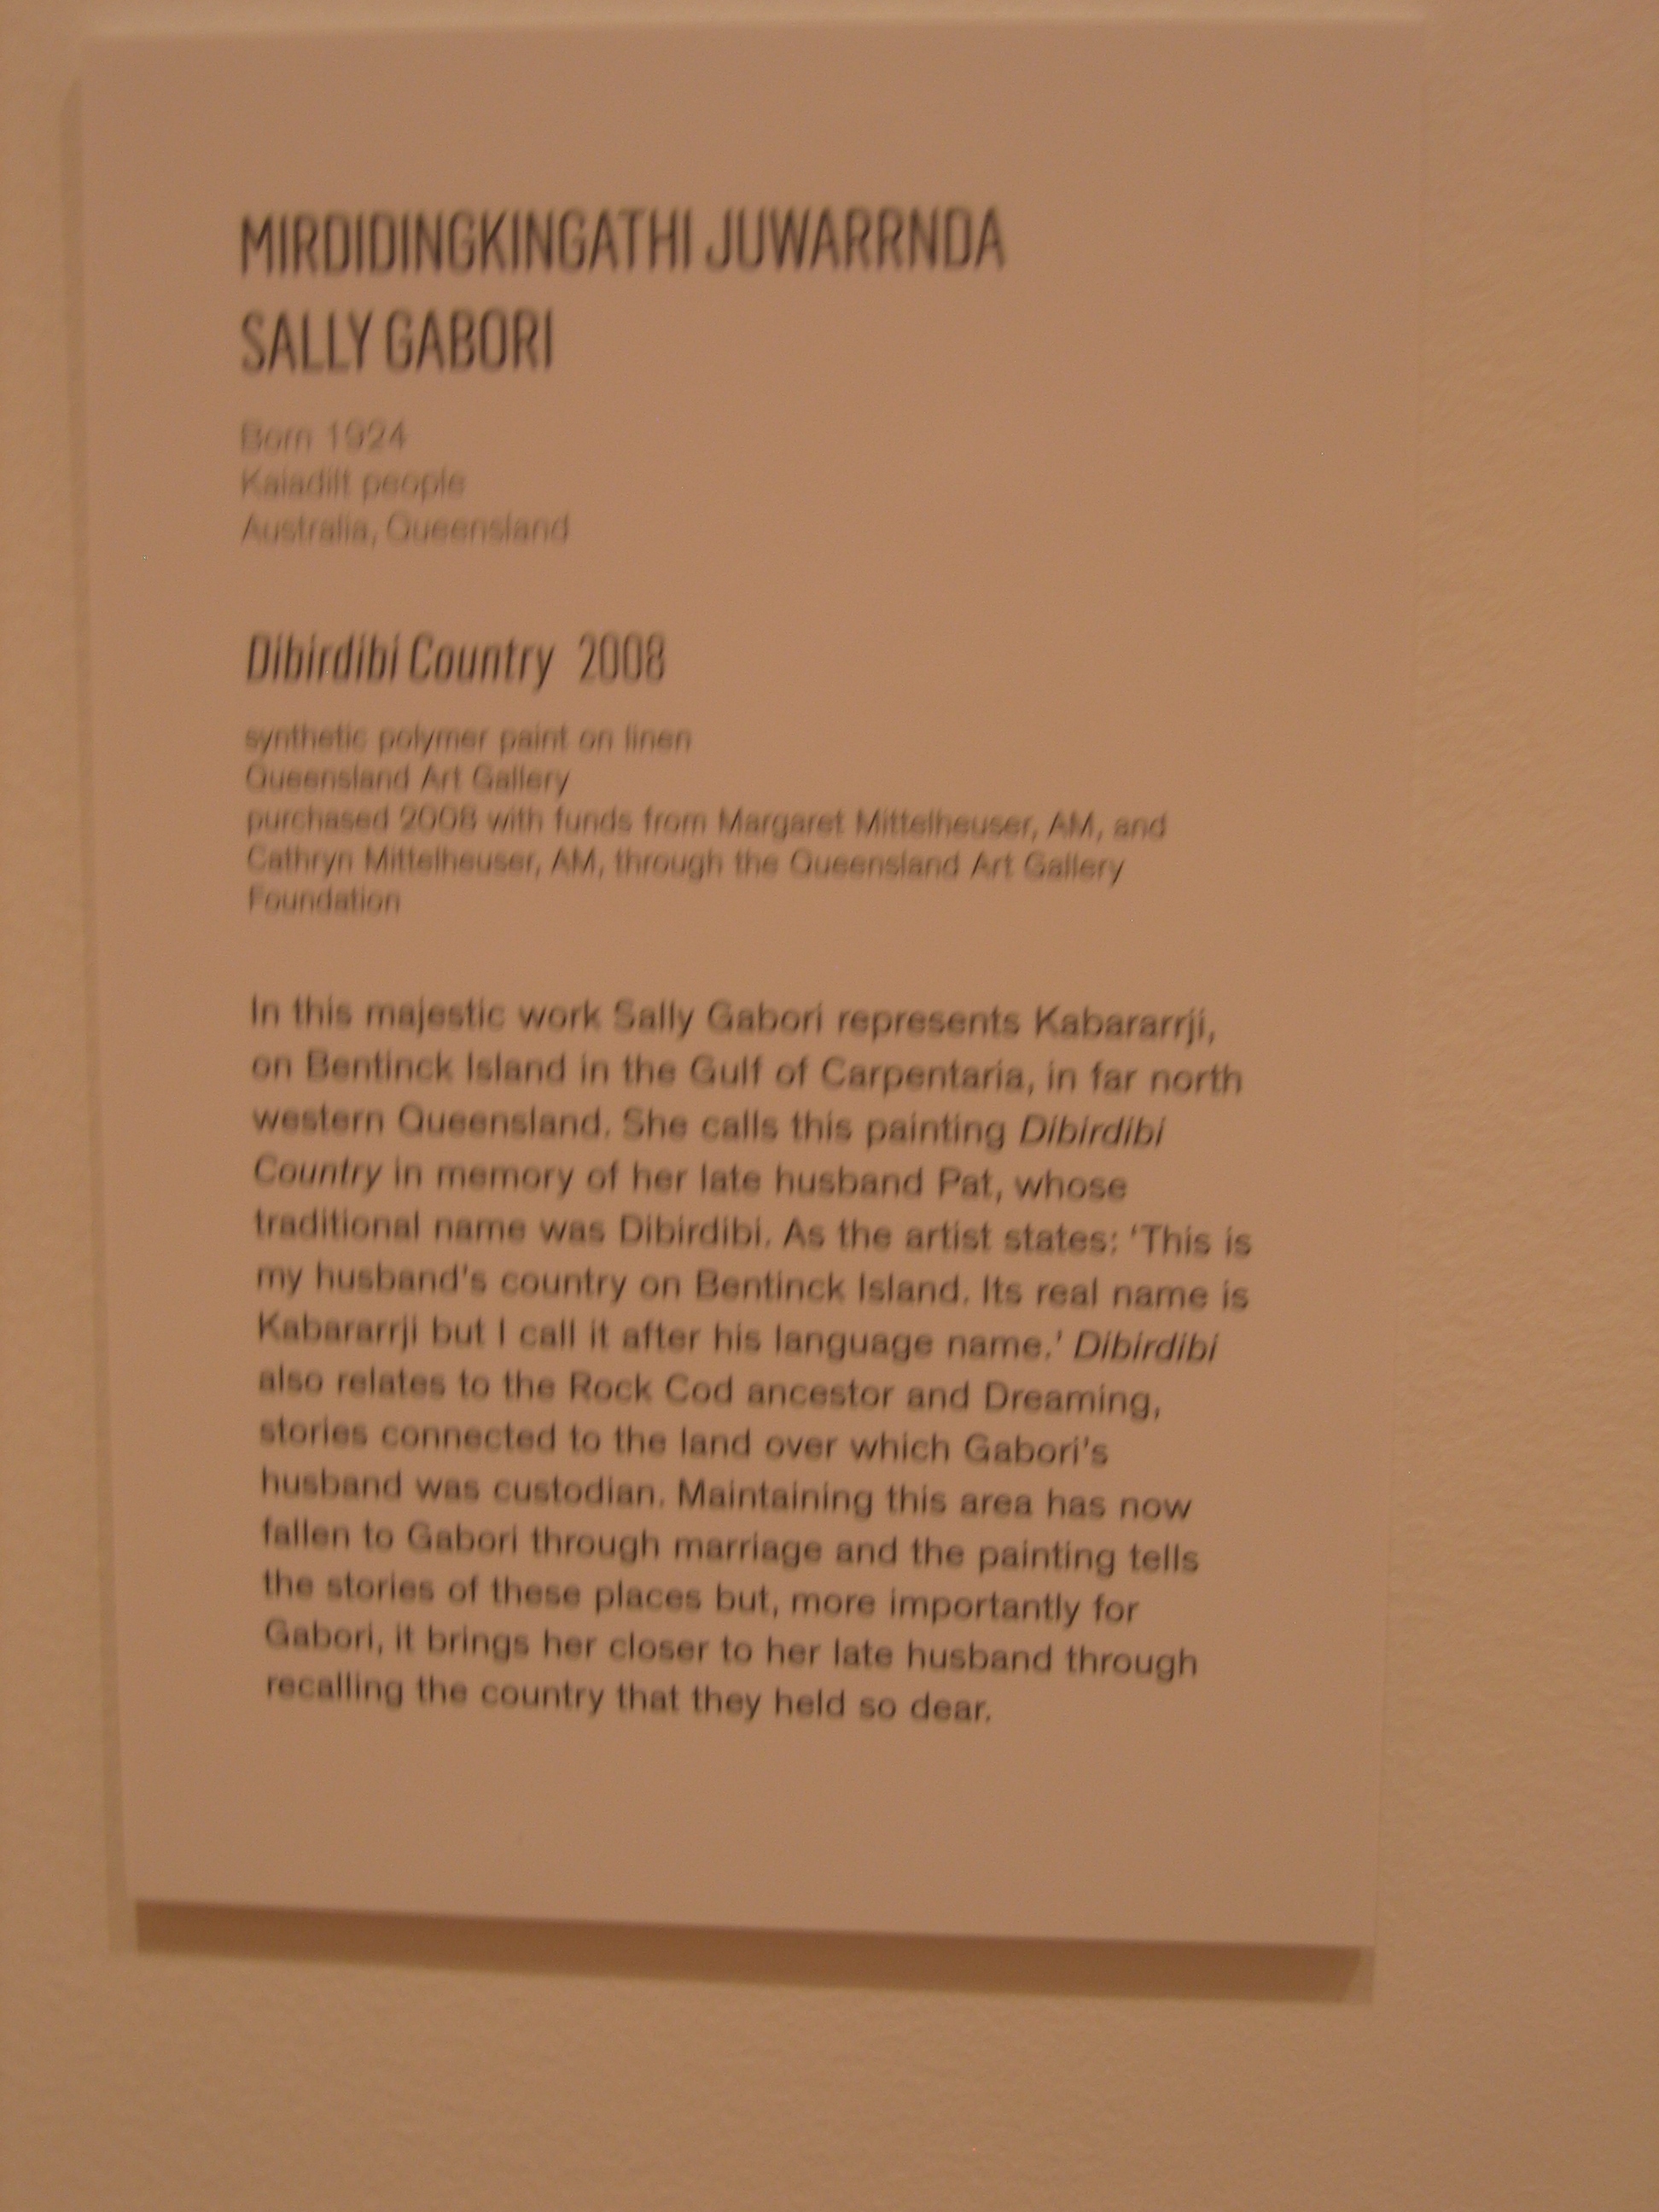 MIRDIDINGKINGATHI JUWARRNDA
SALLY GABORI
Born 1924
Kaiadilt people
Australia, Queensland
Dibirdibi Country 2008
synthetic polymer paint on linen
Queensland Art Gallery
purchased 2008 with funds from Margaret Mittelheuser, AM, and
Cathryn Mittelheuser, AM, through the Queensland Art Gallery
Foundation
In this majestic work Sally Gabori represents Kabararrji,
on Bentinck Island in the Gulf of Carpentaria, in far north
western Queensland. She calls this painting Dibirdibi
Country in memory of her late husband Pat, whose
traditional name was Dibirdibi. As the artist states: ‘This is
my husband’s country on Bentinck Island. Its real name is
Kabararrji but I call it after his language name.’ Dibirdibi
also relates to the Rock Cod ancestor and Dreaming,
stories connected to the land over which Gabori’s
husband was custodian. Maintaining this area has now
fallen to Gabori through marriage and the painting tells
the stories of these places but, more importantly for
Gabori, it brings her closer to her late husband through
recalling the country that they held so dear.